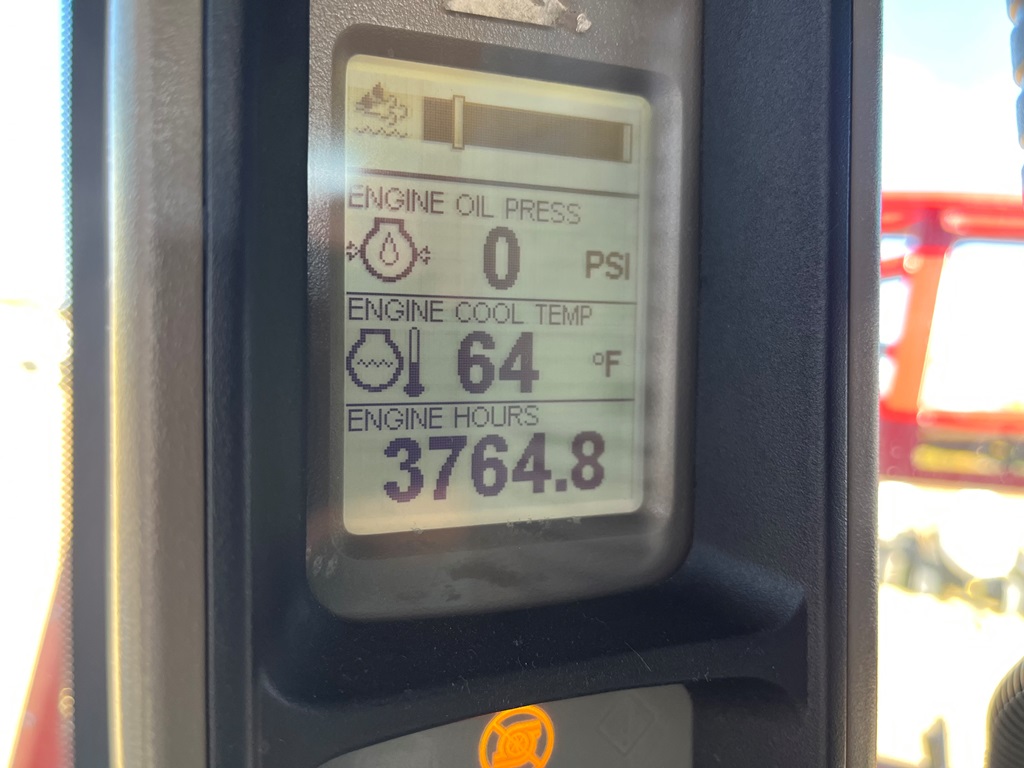 ENGINE OIL PRESS
0 PSI
ENGINE COOL TEMP
64 °F
ENGINE HOURS
3764.8